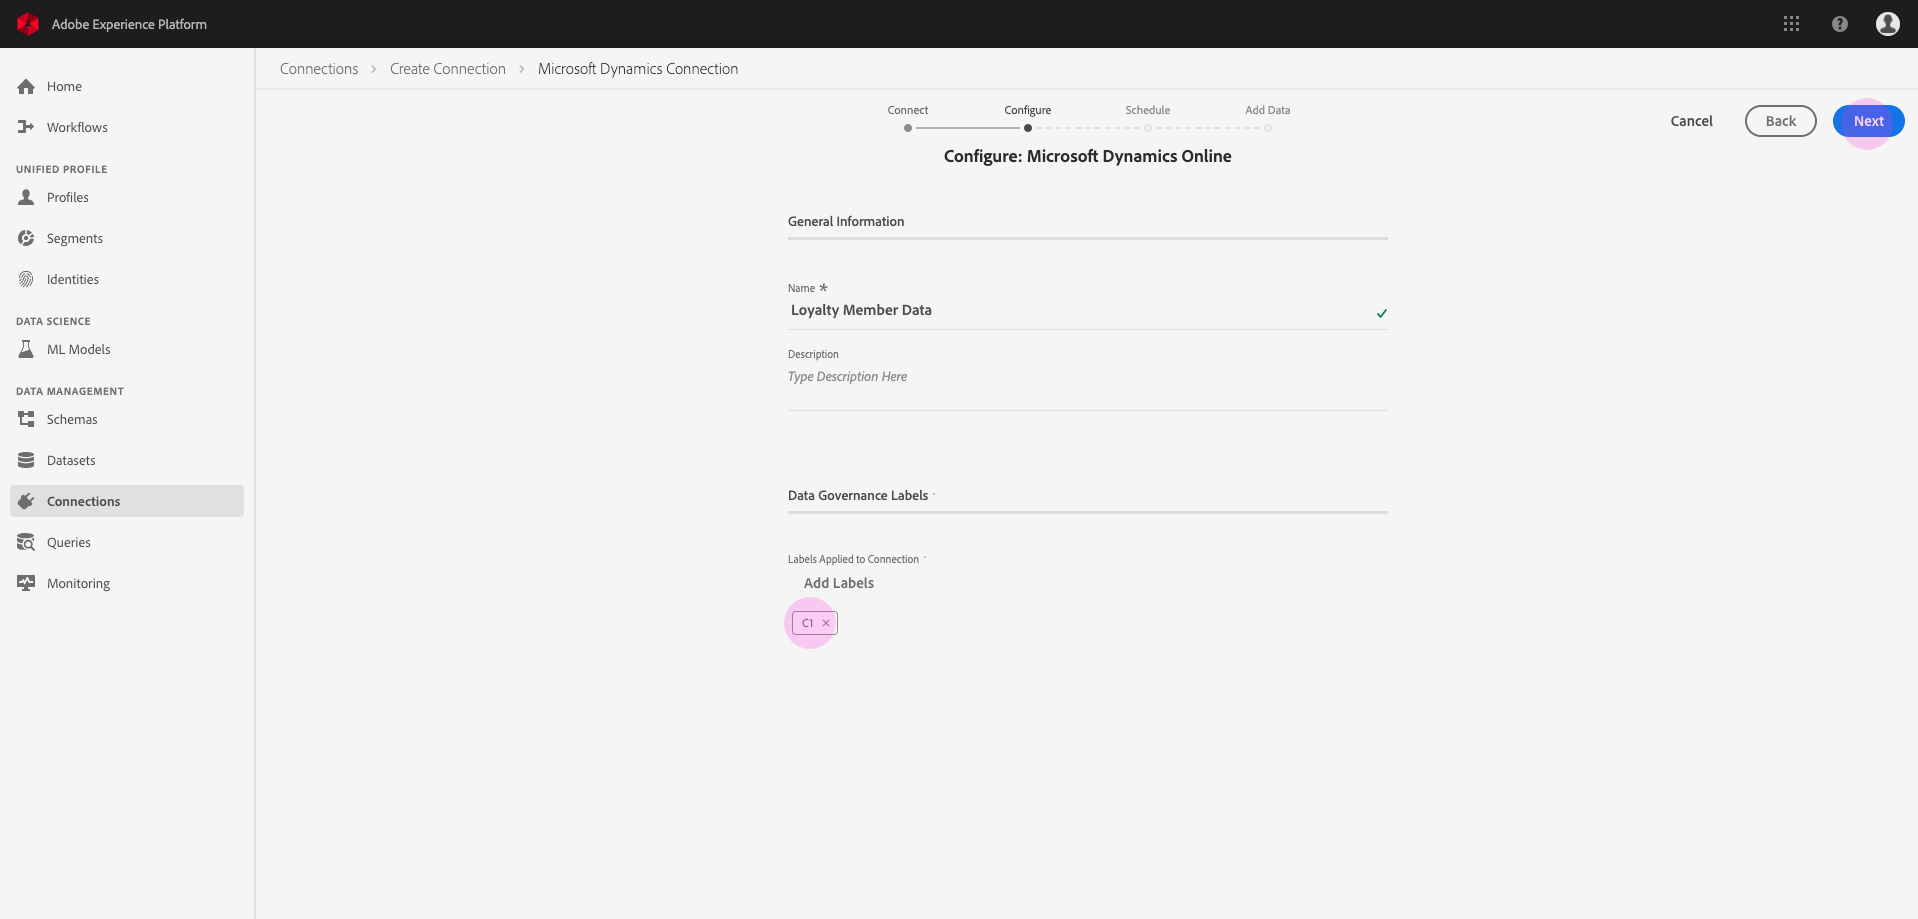 Adobe Experience Platform
Home
Workflows
UNIFIED PROFILE
Profiles
Segments
Identities
DATA SCIENCE
ML Models
DATA MANAGEMENT
Schemas
Datasets
Connections
Queries
Monitoring
Connections > Create Connection > Microsoft Dynamics Connection
Connect Configure Schedule Add Data
Cancel Back Next
Configure: Microsoft Dynamics Online
General Information
Name *
Loyalty Member Data
Description
Type Description Here
Data Governance Labels
Labels Applied to Connection
Add Labels
C1 ×